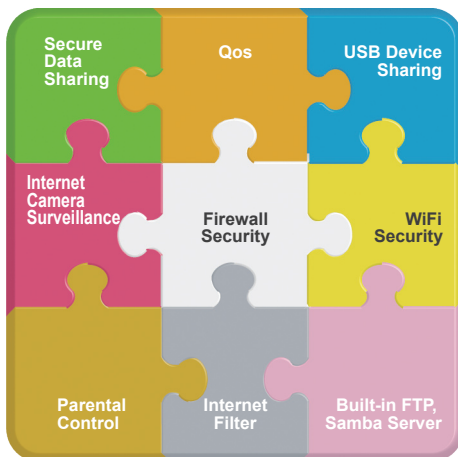 Secure
Data
Sharing
Qos
USB Device
Sharing
Internet
Camera
Surveillance
Firewall
Security
WiFi
Security
Parental
Control
Internet
Filter
Built-in FTP,
Samba Server